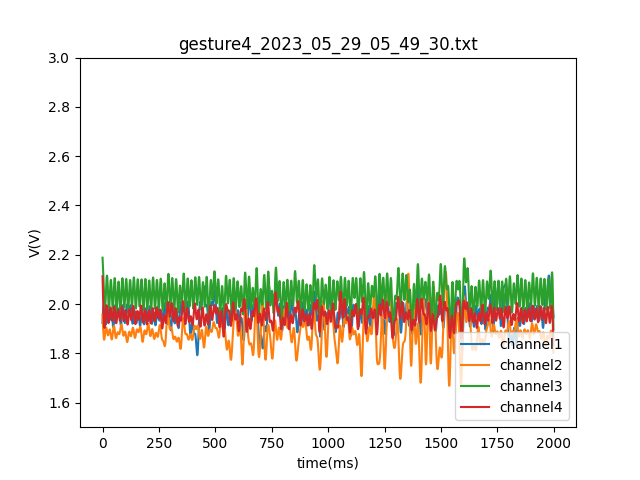 gesture4_2023_05_29_05_49_30.txt
V(V)
3.0
2.8
2.6
2.4
2.2
2.0
1.8
1.6
channel1
channel2
channel3
channel4
0 250 500 750 1000 1250 1500 1750 2000
time(ms)